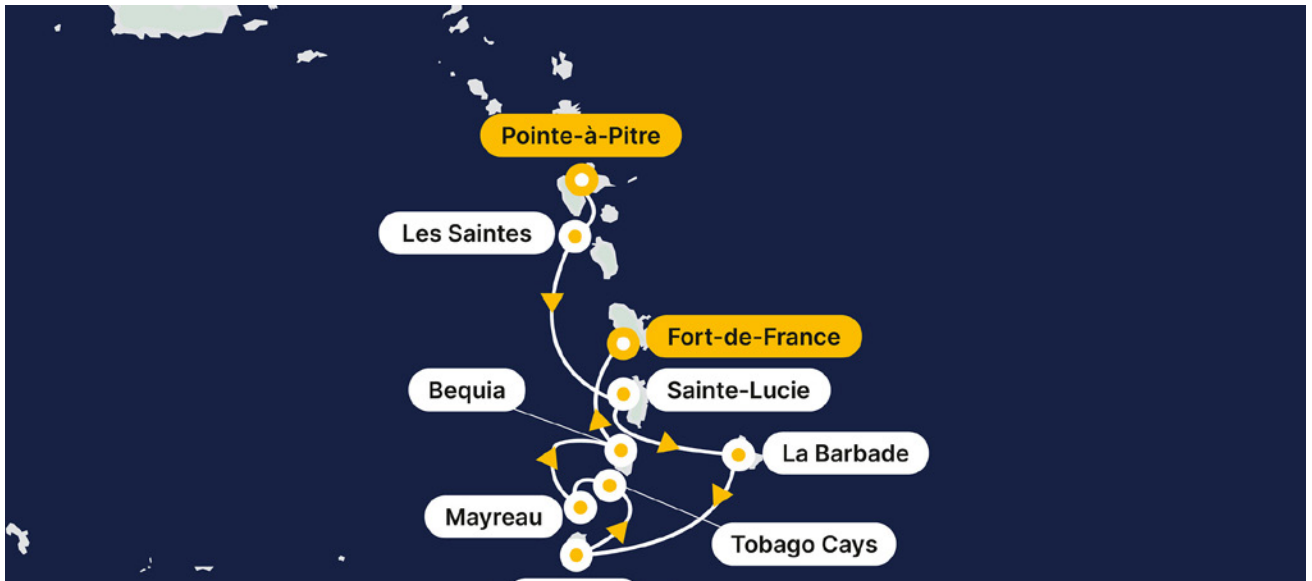 Pointe-à-Pitre
Les Saintes
Fort-de-France
Bequia
Sainte-Lucie
La Barbade
Mayreau
Tobago Cays